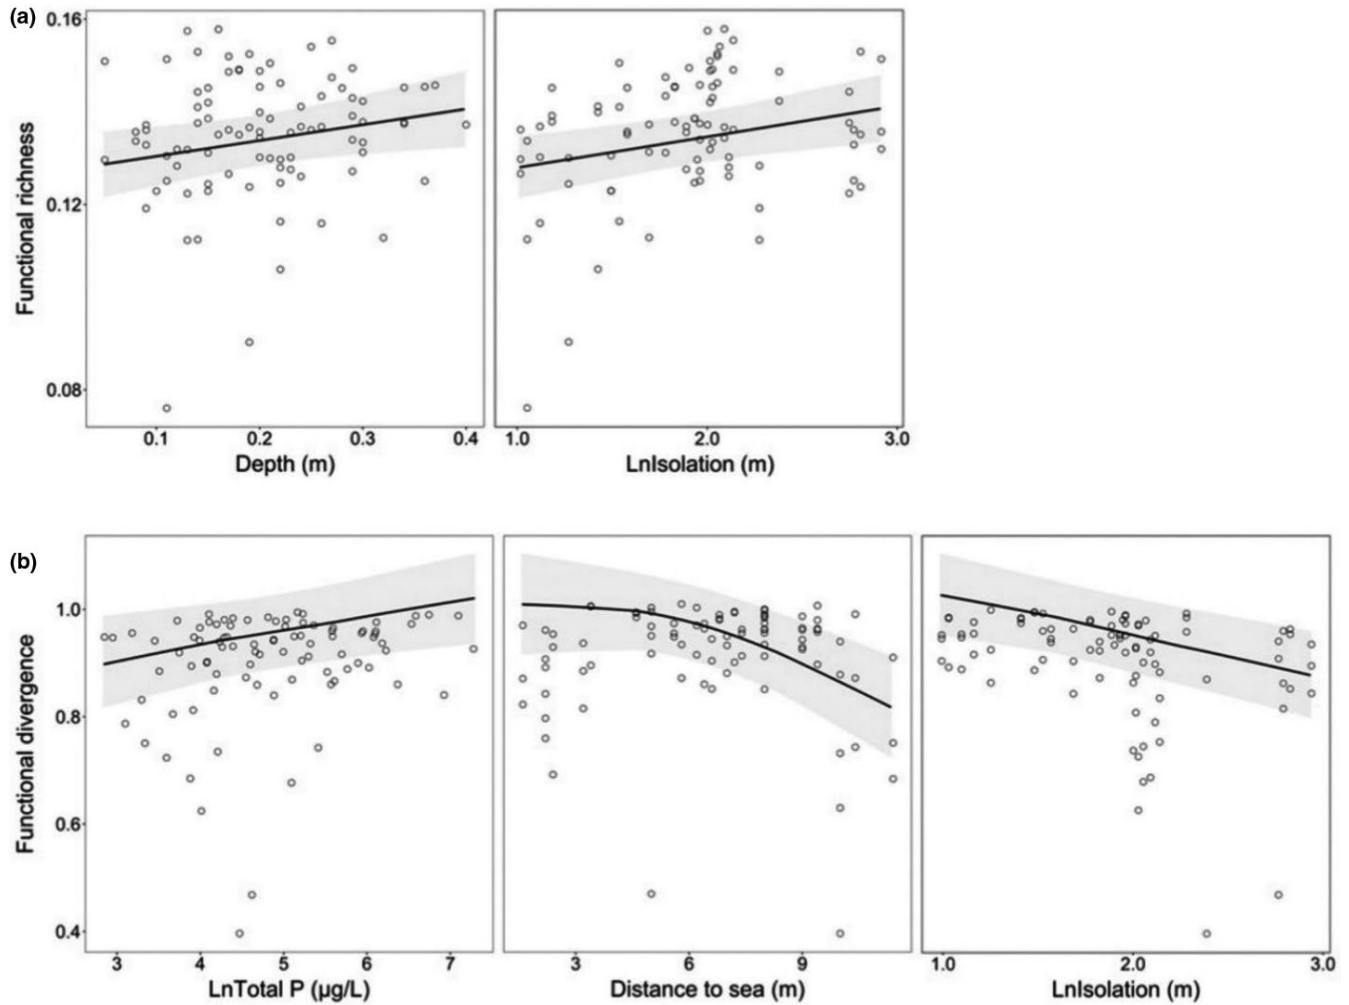 (a)
Functional richness
0.16
0.12
0.08
0.1 0.2 0.3 0.4
Depth (m)
1.0 2.0 3.0
LnIsolation (m)
(b)
Functional divergence
1.0
0.8
0.6
0.4
3 4 5 6 7
LnTotal P (µg/L)
3 6 9
Distance to sea (m)
1.0 2.0 3.0
LnIsolation (m)